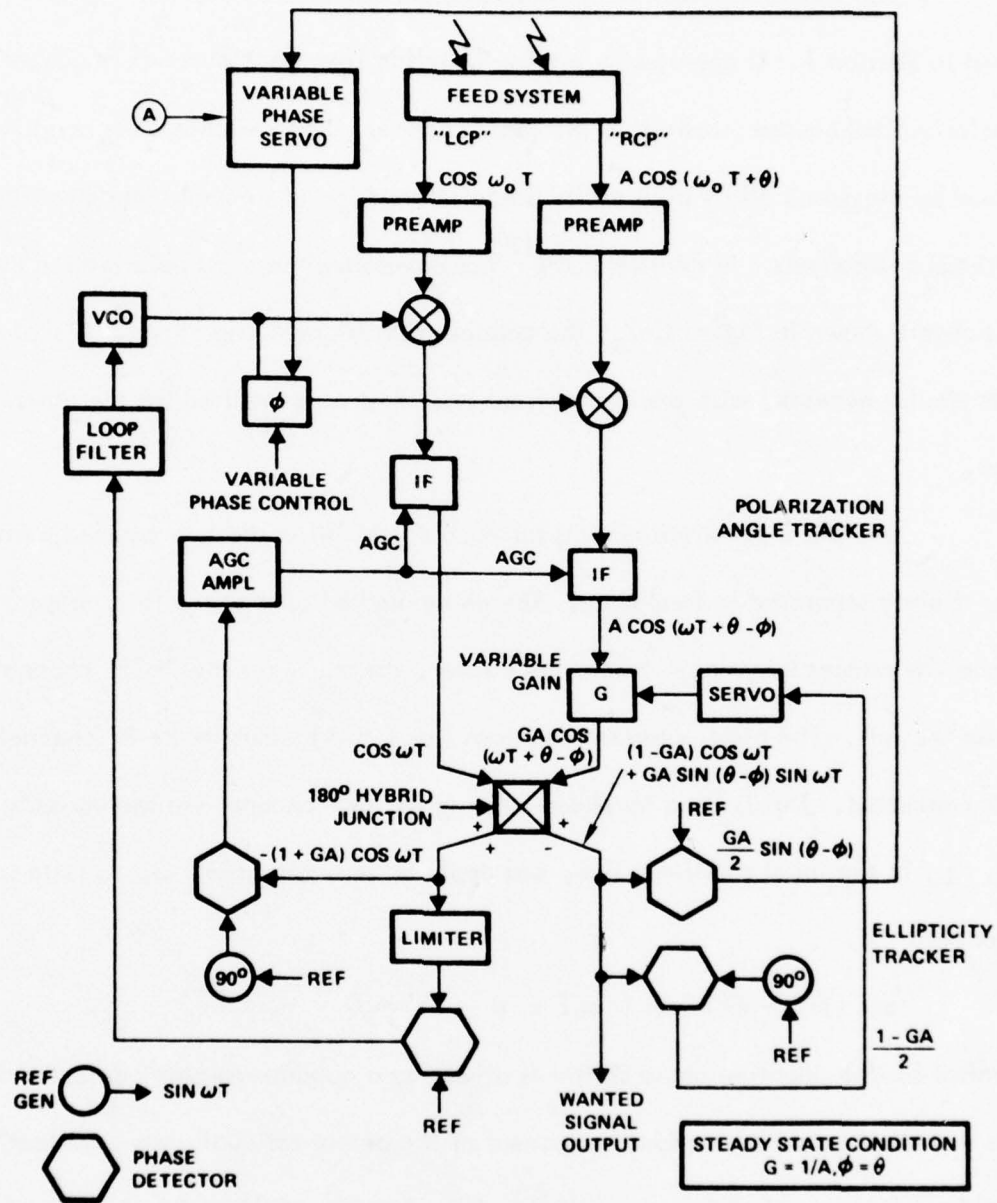 VARIABLE
PHASE
SERVO
FEED SYSTEM
A
"LCP"
"RCP"
COS ω₀ T
A COS (ω₀ T + θ)
PREAMP
PREAMP
VCO
φ
LOOP
FILTER
VARIABLE
PHASE CONTROL
IF
POLARIZATION
ANGLE TRACKER
AGC
AGC
AGC
AMPL
IF
A COS (ωT + θ - φ)
VARIABLE
GAIN
G
SERVO
COS ωT
GA COS
(ωT + θ - φ)
(1-GA) COS ωT
+ GA SIN (θ-φ) SIN ωT
180° HYBRID
JUNCTION
+
+
+
-
REF
GA/2 SIN (θ-φ)
-(1 + GA) COS ωT
LIMITER
ELLIPTICITY
TRACKER
90°
REF
90°
REF
1 - GA/2
REF
GEN
SIN ωT
REF
WANTED
SIGNAL
OUTPUT
PHASE
DETECTOR
STEADY STATE CONDITION
G = 1/A, φ = θ